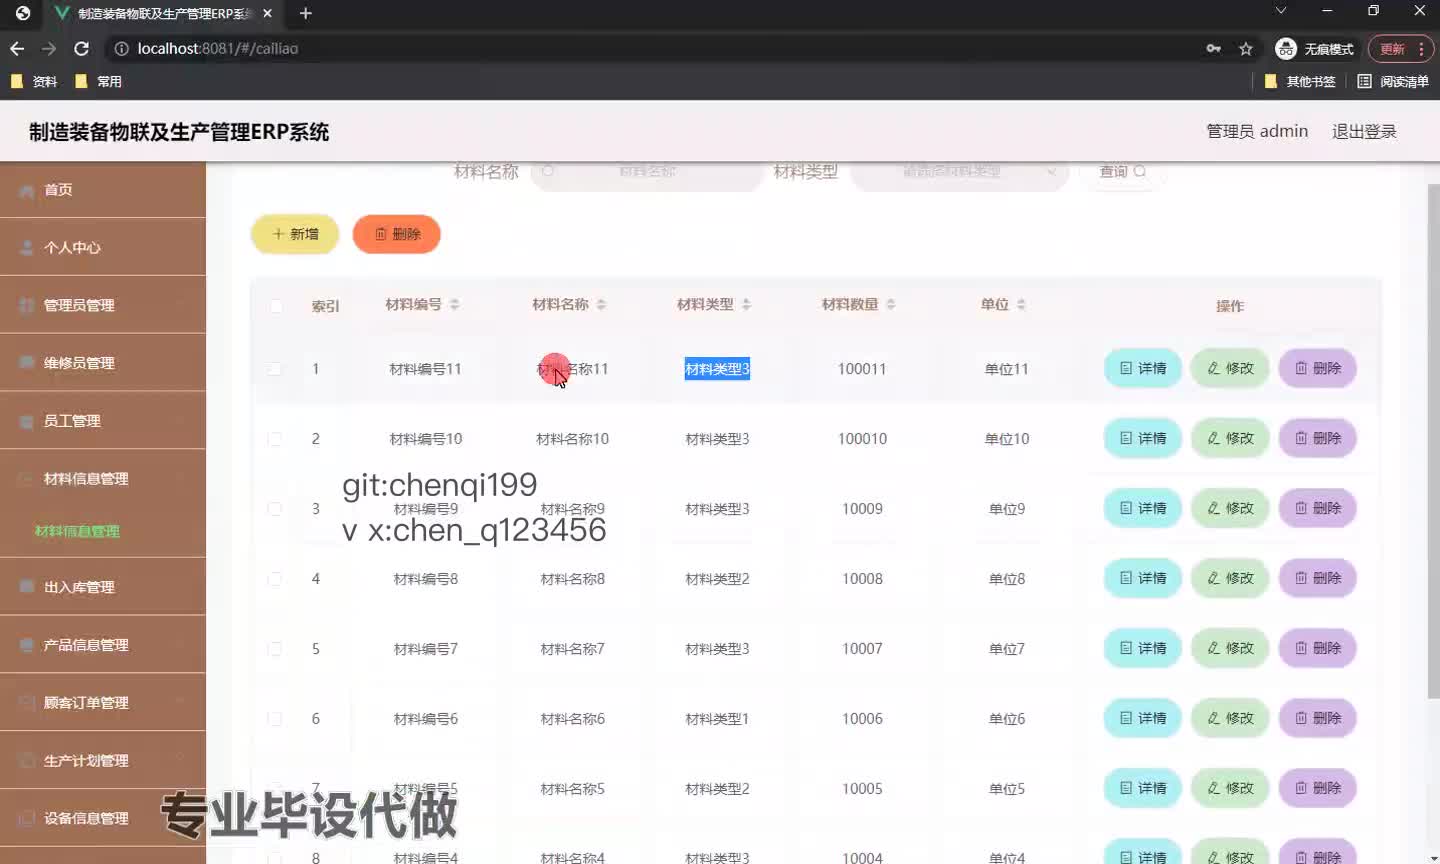 制造装备物联及生产管理ERP系统
localhost:8081/#/cailiao
无痕模式
更新
资料
常用
其他书签
阅读清单
制造装备物联及生产管理ERP系统
管理员 admin
退出登录
首页
个人中心
管理员管理
维修员管理
员工管理
材料信息管理
材料信息管理
出入库管理
产品信息管理
顾客订单管理
生产计划管理
设备信息管理
材料名称 材料名称 材料类型 请选择材料类型 查询
新增 删除
索引 材料编号 材料名称 材料类型 材料数量 单位 操作
1 材料编号11 材料名称11 材料类型3 100011 单位11 详情 修改 删除
2 材料编号10 材料名称10 材料类型3 100010 单位10 详情 修改 删除
git:chenqi199
3 材料编号9 材料名称9 材料类型3 10009 单位9 详情 修改 删除
v x:chen_q123456
4 材料编号8 材料名称8 材料类型2 10008 单位8 详情 修改 删除
5 材料编号7 材料名称7 材料类型3 10007 单位7 详情 修改 删除
6 材料编号6 材料名称6 材料类型1 10006 单位6 详情 修改 删除
7 材料编号5 材料名称5 材料类型2 10005 单位5 详情 修改 删除
专业毕设代做
8 材料编号4 材料名称4 材料类型3 10004 单位4 详情 修改 删除